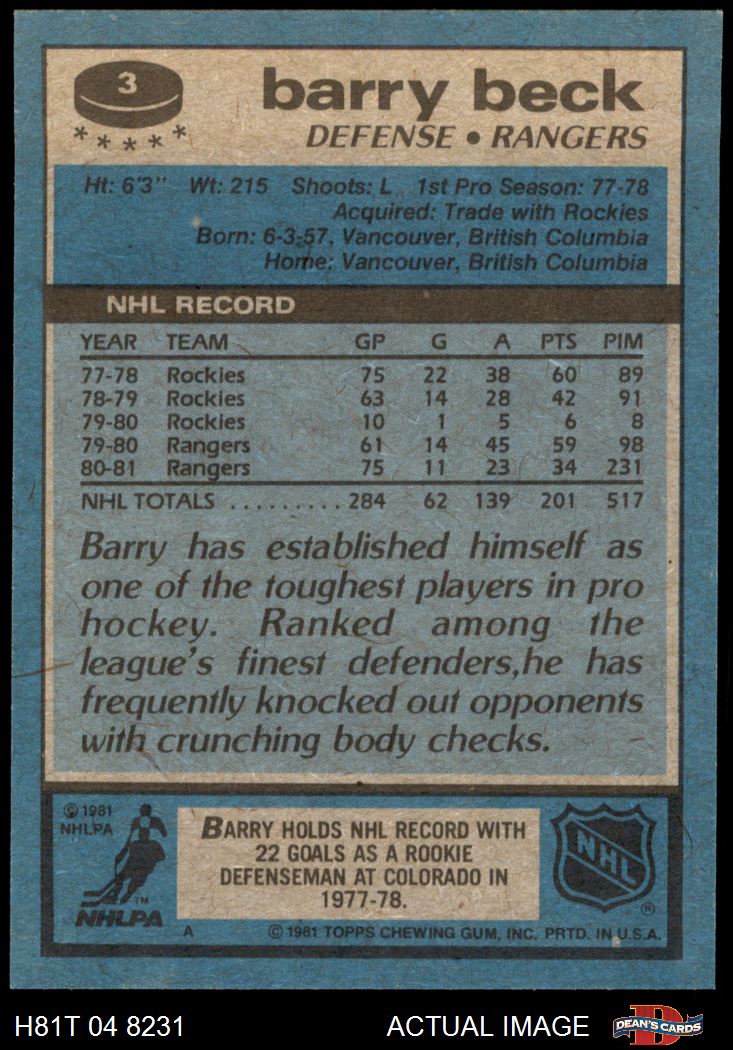 3
barry beck
DEFENSE • RANGERS
Ht: 6'3" Wt: 215 Shoots: L 1st Pro Season: 77-78
Acquired: Trade with Rockies
Born: 6-3-57, Vancouver, British Columbia
Home: Vancouver, British Columbia
NHL RECORD
YEAR TEAM GP G A PTS PIM
77-78 Rockies 75 22 38 60 89
78-79 Rockies 63 14 28 42 91
79-80 Rockies 10 1 5 6 8
79-80 Rangers 61 14 45 59 98
80-81 Rangers 75 11 23 34 231
NHL TOTALS ......... 284 62 139 201 517
Barry has established himself as
one of the toughest players in pro
hockey. Ranked among the
league's finest defenders,he has
frequently knocked out opponents
with crunching body checks.
© 1981
NHLPA
TM
NHLPA
BARRY HOLDS NHL RECORD WITH
22 GOALS AS A ROOKIE
DEFENSEMAN AT COLORADO IN
1977-78.
NHL
®
A © 1981 TOPPS CHEWING GUM, INC. PRTD. IN U.S.A.
H81T 04 8231 ACTUAL IMAGE
D
DEAN'S CARDS